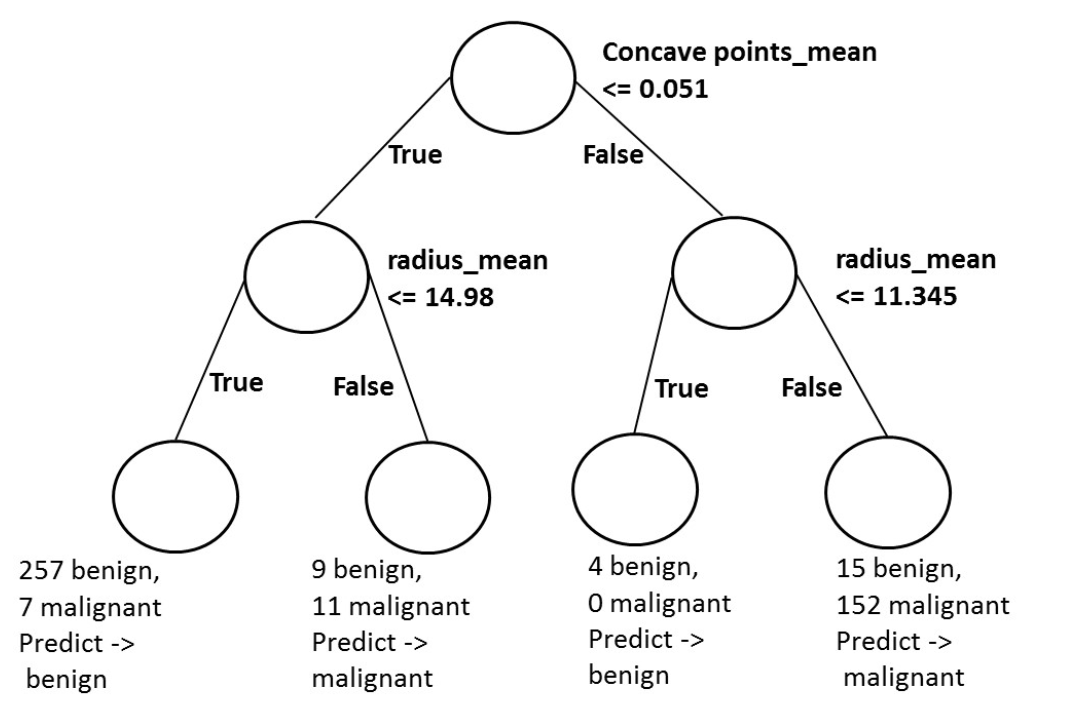 Concave points_mean
<= 0.051
True
False
radius_mean
<= 14.98
radius_mean
<= 11.345
True
False
True
False
257 benign,
7 malignant
Predict ->
benign
9 benign,
11 malignant
Predict ->
malignant
4 benign,
0 malignant
Predict ->
benign
15 benign,
152 malignant
Predict ->
malignant